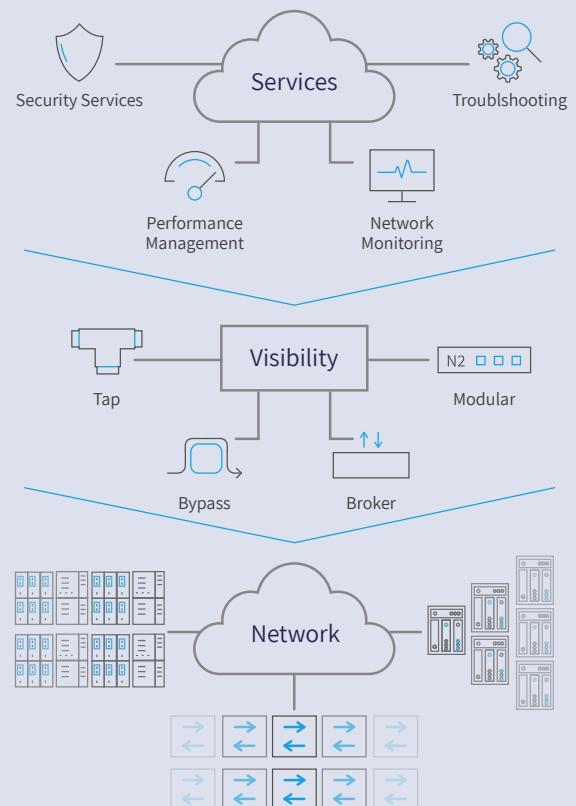 Services
Security Services
Troublshooting
Performance
Management
Network
Monitoring
Visibility
N2
Tap
Modular
Bypass
Broker
Network